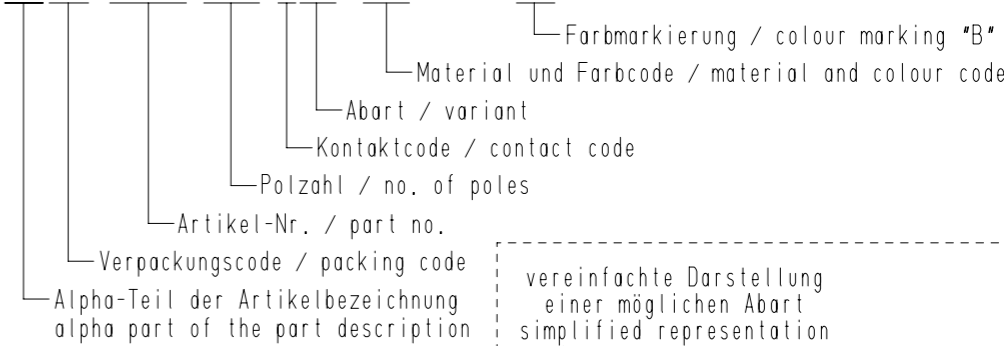 Farbmarkierung / colour marking "B"
Material und Farbcode / material and colour code
Abart / variant
Kontaktcode / contact code
Polzahl / no. of poles
Artikel-Nr. / part no.
Verpackungscode / packing code
Alpha-Teil der Artikelbezeichnung
alpha part of the part description
vereinfachte Darstellung
einer möglichen Abart
simplified representation